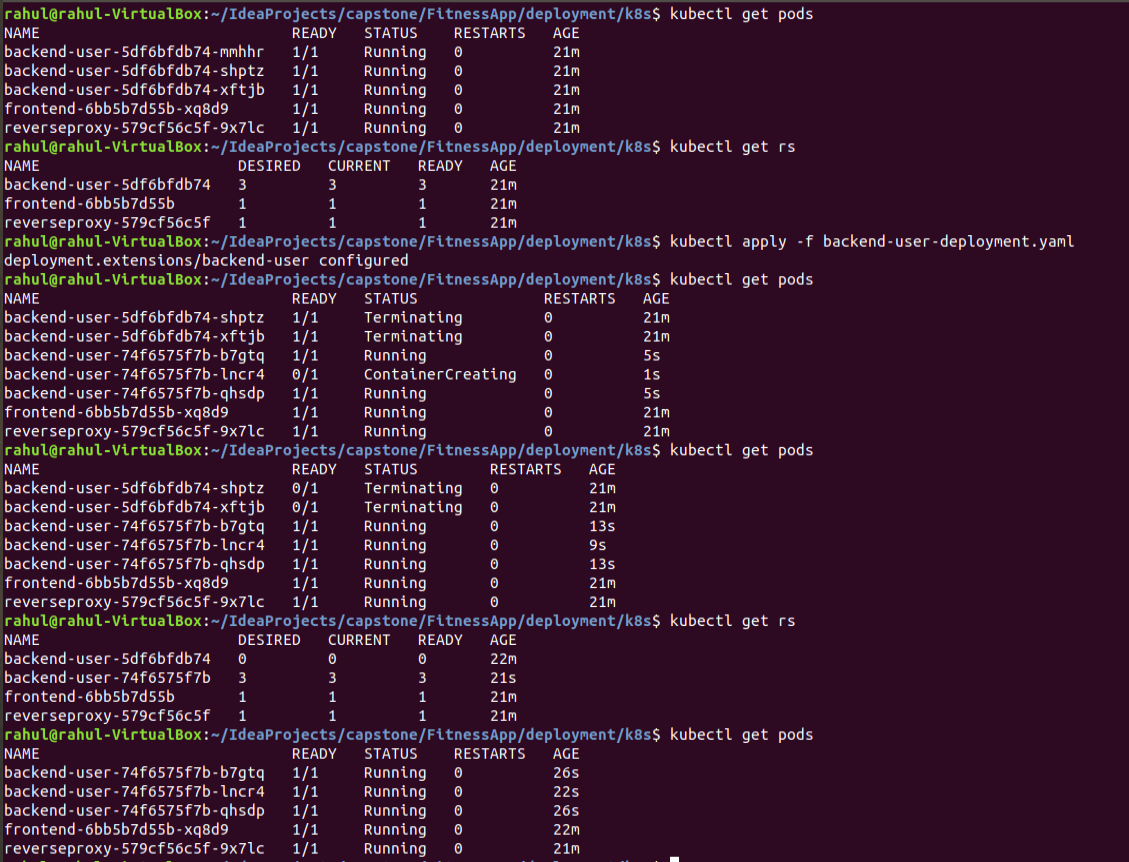 rahul@rahul-VirtualBox:~/IdeaProjects/capstone/FitnessApp/deployment/k8s$ kubectl get pods
NAME                            READY   STATUS    RESTARTS   AGE
backend-user-5df6bfdb74-mmhhr   1/1     Running   0          21m
backend-user-5df6bfdb74-shptz   1/1     Running   0          21m
backend-user-5df6bfdb74-xftjb   1/1     Running   0          21m
frontend-6bb5b7d55b-xq8d9       1/1     Running   0          21m
reverseproxy-579cf56c5f-9x7lc   1/1     Running   0          21m
rahul@rahul-VirtualBox:~/IdeaProjects/capstone/FitnessApp/deployment/k8s$ kubectl get rs
NAME                      DESIRED   CURRENT   READY   AGE
backend-user-5df6bfdb74   3         3         3       21m
frontend-6bb5b7d55b       1         1         1       21m
reverseproxy-579cf56c5f   1         1         1       21m
rahul@rahul-VirtualBox:~/IdeaProjects/capstone/FitnessApp/deployment/k8s$ kubectl apply -f backend-user-deployment.yaml
deployment.extensions/backend-user configured
rahul@rahul-VirtualBox:~/IdeaProjects/capstone/FitnessApp/deployment/k8s$ kubectl get pods
NAME                            READY   STATUS              RESTARTS   AGE
backend-user-5df6bfdb74-shptz   1/1     Terminating         0          21m
backend-user-5df6bfdb74-xftjb   1/1     Terminating         0          21m
backend-user-74f6575f7b-b7gtq   1/1     Running             0          5s
backend-user-74f6575f7b-lncr4   0/1     ContainerCreating   0          1s
backend-user-74f6575f7b-qhsdp   1/1     Running             0          5s
frontend-6bb5b7d55b-xq8d9       1/1     Running             0          21m
reverseproxy-579cf56c5f-9x7lc   1/1     Running             0          21m
rahul@rahul-VirtualBox:~/IdeaProjects/capstone/FitnessApp/deployment/k8s$ kubectl get pods
NAME                            READY   STATUS        RESTARTS   AGE
backend-user-5df6bfdb74-shptz   0/1     Terminating   0          21m
backend-user-5df6bfdb74-xftjb   0/1     Terminating   0          21m
backend-user-74f6575f7b-b7gtq   1/1     Running       0          13s
backend-user-74f6575f7b-lncr4   1/1     Running       0          9s
backend-user-74f6575f7b-qhsdp   1/1     Running       0          13s
frontend-6bb5b7d55b-xq8d9       1/1     Running       0          21m
reverseproxy-579cf56c5f-9x7lc   1/1     Running       0          21m
rahul@rahul-VirtualBox:~/IdeaProjects/capstone/FitnessApp/deployment/k8s$ kubectl get rs
NAME                      DESIRED   CURRENT   READY   AGE
backend-user-5df6bfdb74   0         0         0       22m
backend-user-74f6575f7b   3         3         3       21s
frontend-6bb5b7d55b       1         1         1       21m
reverseproxy-579cf56c5f   1         1         1       21m
rahul@rahul-VirtualBox:~/IdeaProjects/capstone/FitnessApp/deployment/k8s$ kubectl get pods
NAME                            READY   STATUS    RESTARTS   AGE
backend-user-74f6575f7b-b7gtq   1/1     Running   0          26s
backend-user-74f6575f7b-lncr4   1/1     Running   0          22s
backend-user-74f6575f7b-qhsdp   1/1     Running   0          26s
frontend-6bb5b7d55b-xq8d9       1/1     Running   0          22m
reverseproxy-579cf56c5f-9x7lc   1/1     Running   0          21m